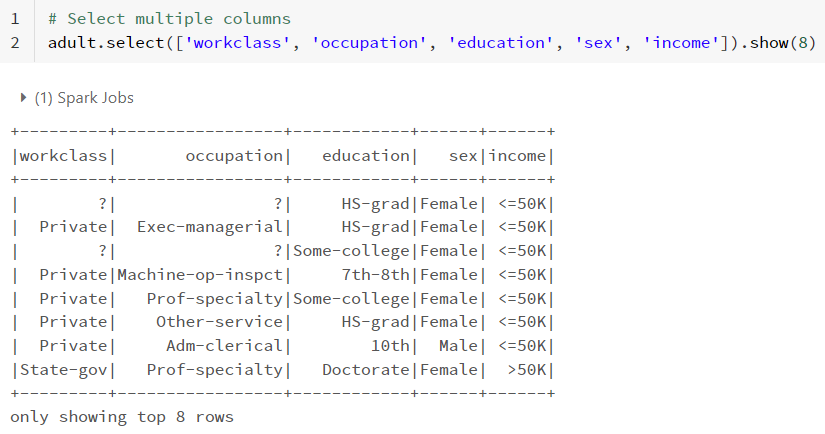 1 # Select multiple columns
2 adult.select(['workclass', 'occupation', 'education', 'sex', 'income']).show(8)
(1) Spark Jobs
+---------+-----------------+------------+------+------+
|workclass|       occupation|   education|   sex|income|
+---------+-----------------+------------+------+------+
|        ?|                ?|     HS-grad|Female| <=50K|
|  Private|  Exec-managerial|     HS-grad|Female| <=50K|
|        ?|                ?|Some-college|Female| <=50K|
|  Private|Machine-op-inspct|     7th-8th|Female| <=50K|
|  Private|   Prof-specialty|Some-college|Female| <=50K|
|  Private|    Other-service|     HS-grad|Female| <=50K|
|  Private|     Adm-clerical|        10th|  Male| <=50K|
|State-gov|   Prof-specialty|   Doctorate|Female|  >50K|
+---------+-----------------+------------+------+------+
only showing top 8 rows